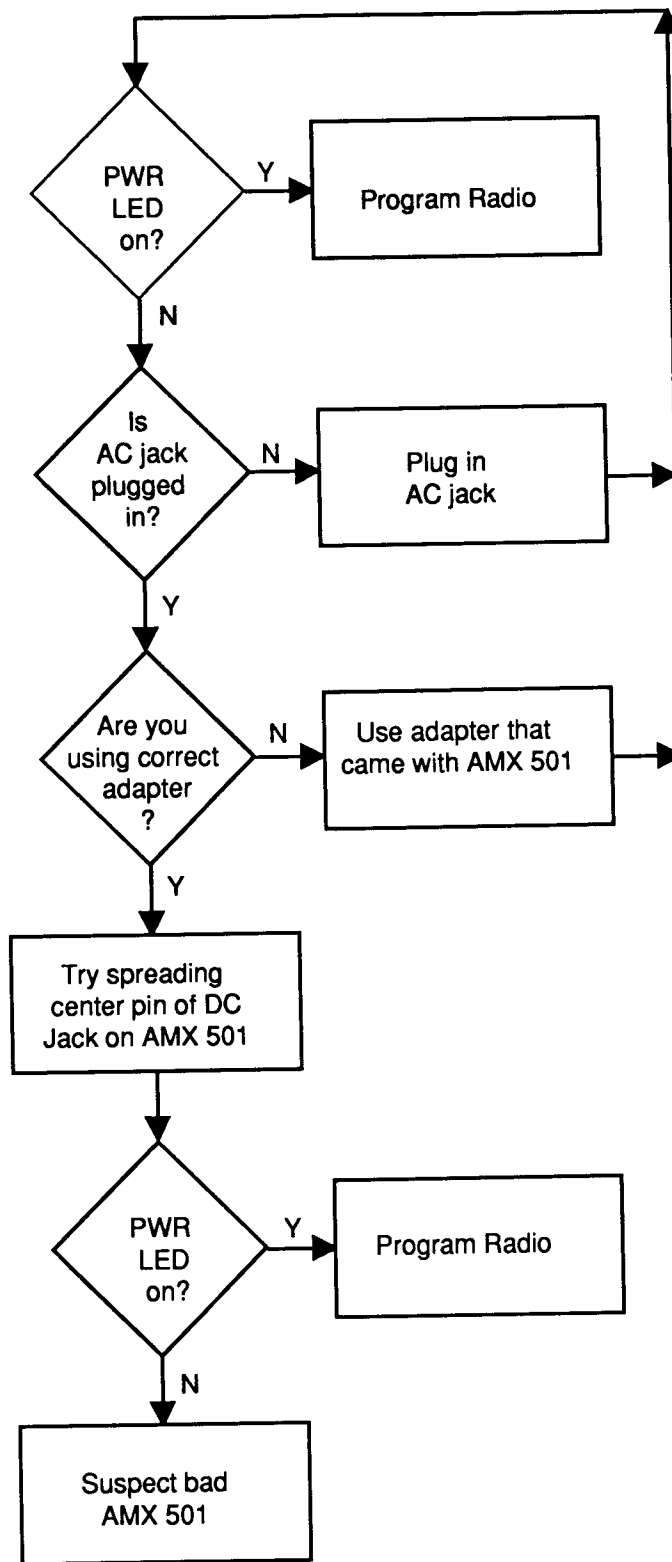 PWR
LED
on?
Y
Program Radio
N
Is
AC jack
plugged
in?
N
Plug in
AC jack
Y
Are you
using correct
adapter
?
N
Use adapter that
came with AMX 501
Y
Try spreading
center pin of DC
Jack on AMX 501
PWR
LED
on?
Y
Program Radio
N
Suspect bad
AMX 501